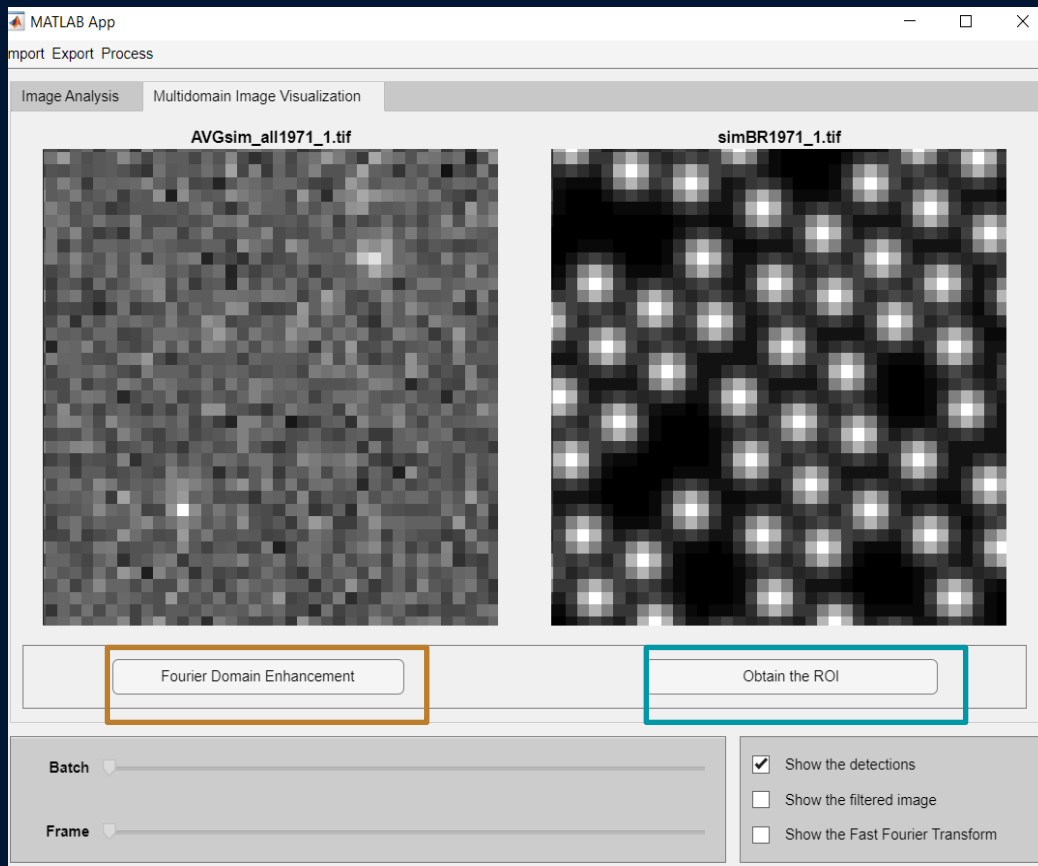 MATLAB App
mport Export Process
Image Analysis Multidomain Image Visualization
AVGsim_all1971_1.tif simBR1971_1.tif
Fourier Domain Enhancement Obtain the ROI
Batch
Frame
Show the detections
Show the filtered image
Show the Fast Fourier Transform